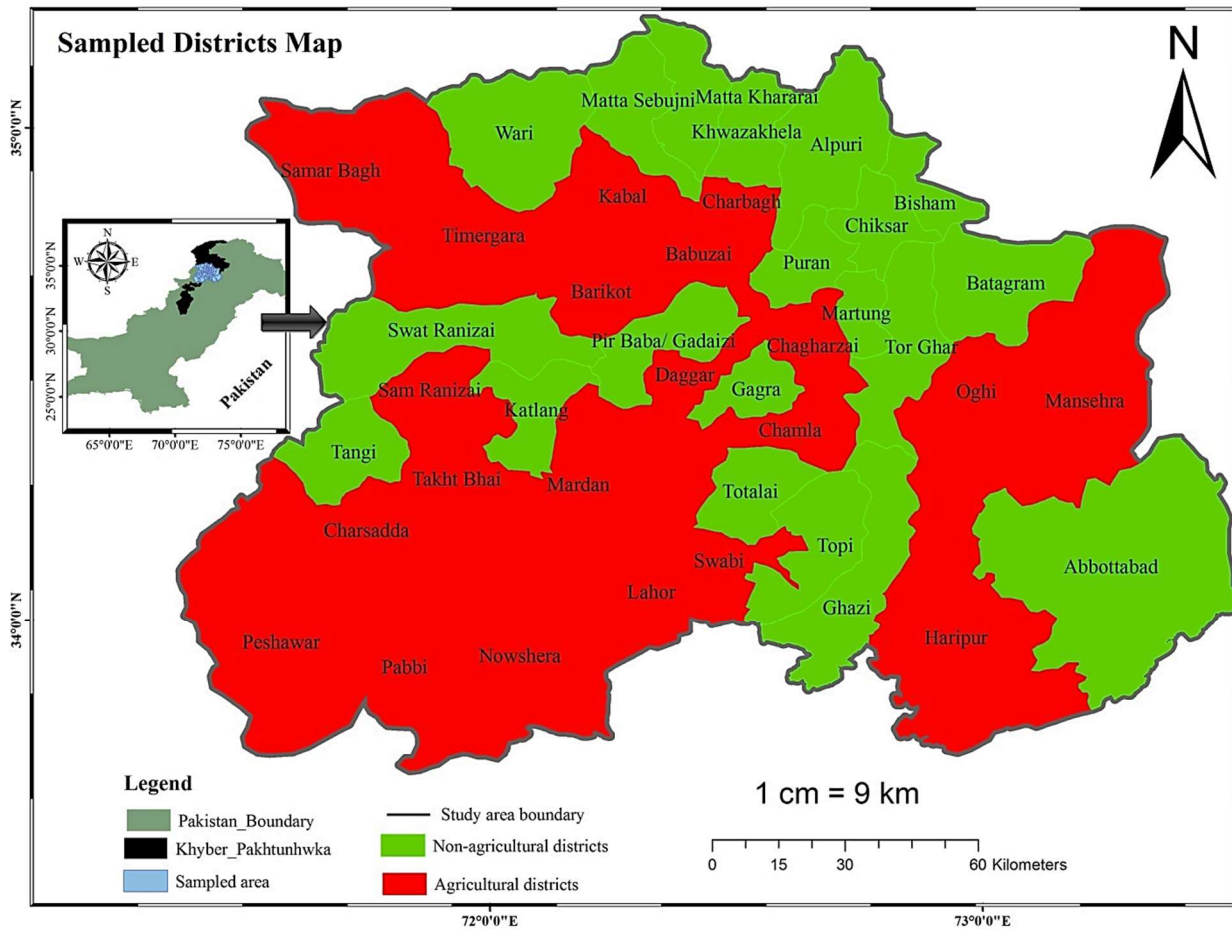 Sampled Districts Map
N
35°0'0"N
34°0'0"N
Matta Sebujni
Matta Khararai
Wari
Khwazakhela
Alpuri
Samar Bagh
Kabal
Charbagh
Bisham
Chiksar
Timergara
Babuzai
Puran
Batagram
Barikot
Martung
Swat Ranizai
Pir Baba/ Gadaizi
Chagharzai
Tor Ghar
Daggar
Sam Ranizai
Gagra
Oghi
Mansehra
Katlang
Chamla
Tangi
Takht Bhai
Mardan
Totalai
Charsadda
Topi
Swabi
Abbottabad
Lahor
Ghazi
Peshawar
Haripur
Nowshera
Pabbi
N
W
E
S
35°0'0"N
30°0'0"N
25°0'0"N
Pakistan
65°0'0"E
70°0'0"E
75°0'0"E
Legend
Pakistan_Boundary
Khyber_Pakhtunhwka
Sampled area
Study area boundary
Non-agricultural districts
Agricultural districts
1 cm = 9 km
0 15 30 60 Kilometers
72°0'0"E
73°0'0"E